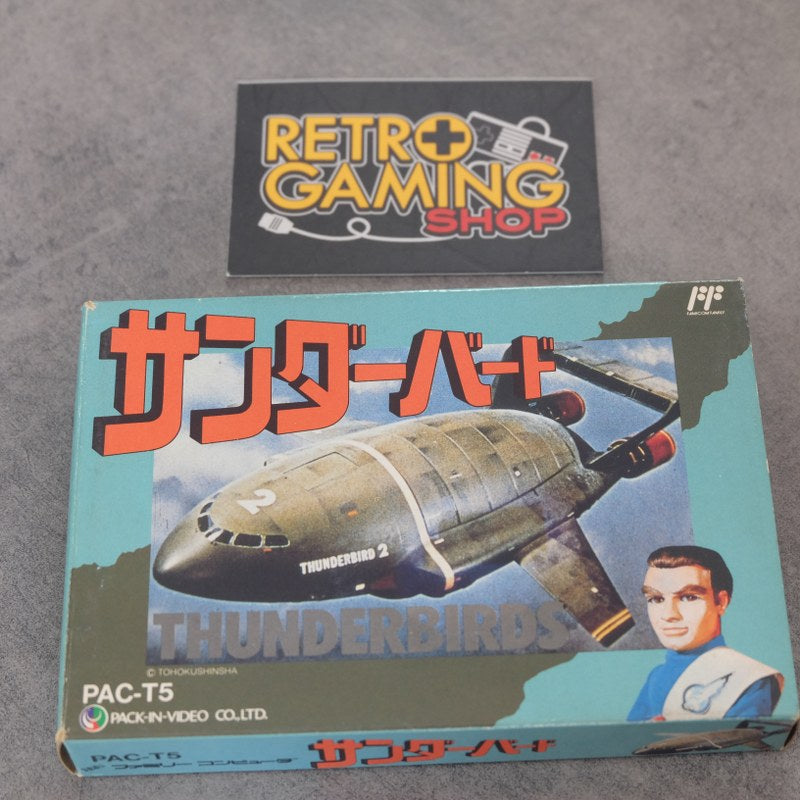 RETRO
GAMING
SHOP
サンダーバード
FF
FAMICOM FAMILY
2
THUNDERBIRD 2
THUNDERBIRDS
© TOHOKUSHINSHA
PAC-T5
PACK-IN-VIDEO CO.,LTD.
PAC-T5
ファミリー コンピュータ
サンダーバード